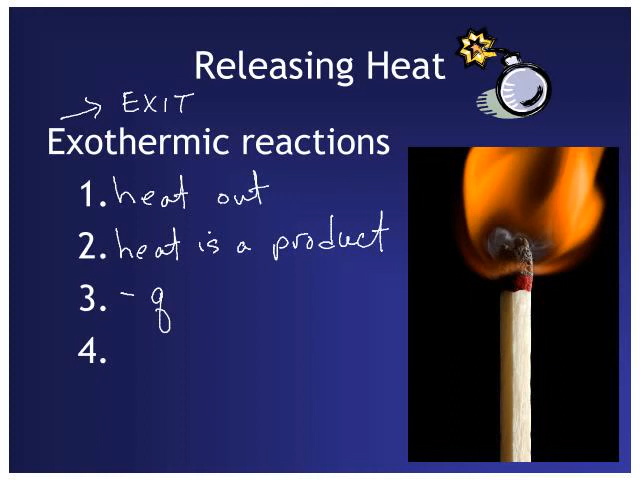 Releasing Heat
→ EXIT
Exothermic reactions
1. heat out
2. heat is a product
3. - q
4.